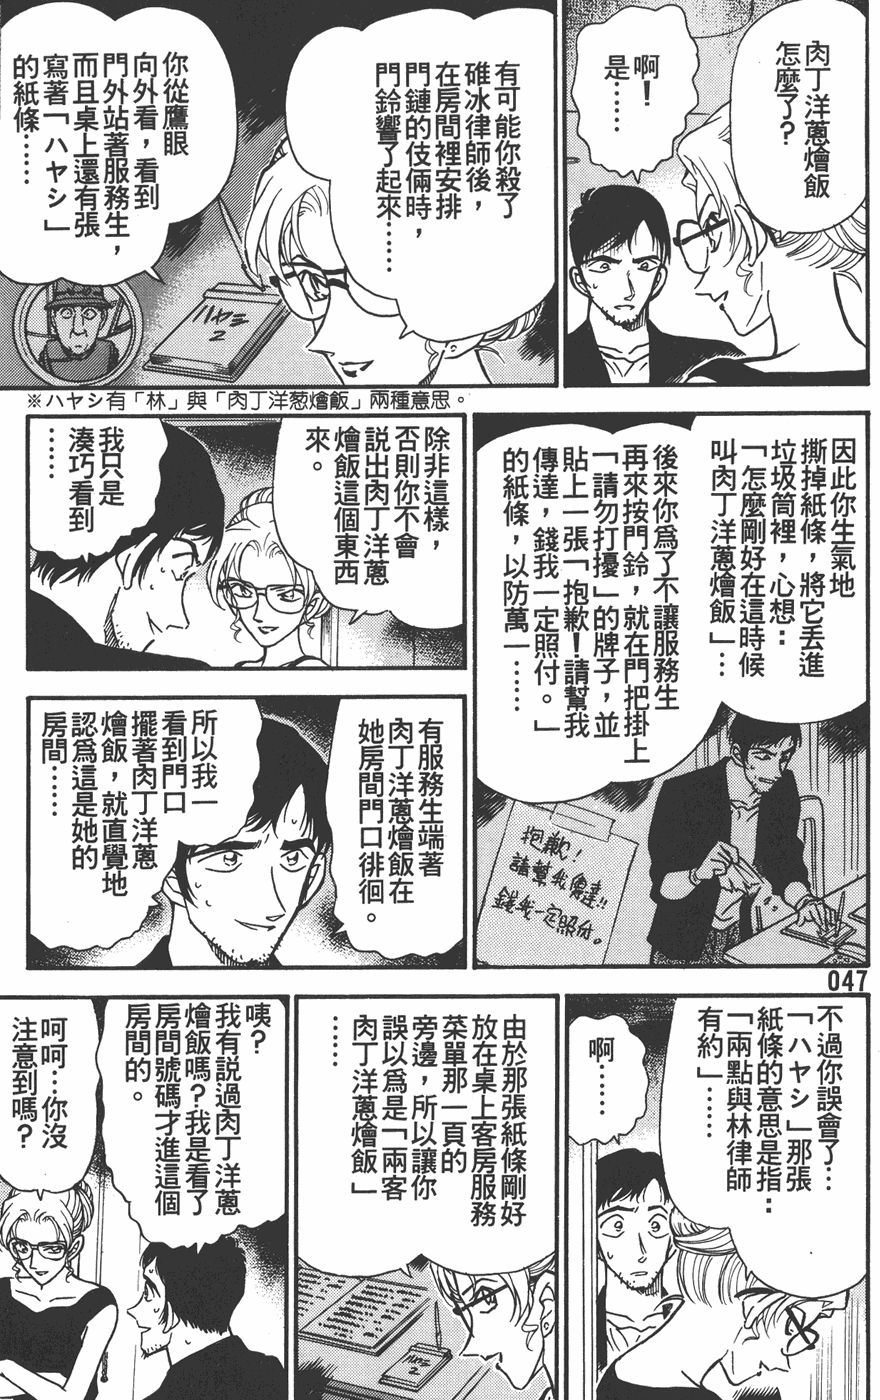 肉丁洋蔥燴飯
怎麼了?
啊!
是……
有可能你殺了
碓冰律師後,
在房間裡安排
門鏈的伎倆時,
門鈴響了起來……
你從鷹眼
向外看,看到
門外站著服務生,
而且桌上還有張
寫著「ハヤシ」
的紙條……
ハヤシ
2
※ハヤシ有「林」與「肉丁洋葱燴飯」兩種意思。
因此你生氣地
撕掉紙條,將它丟進
垃圾筒裡,心想:
「怎麼剛好在這時候
叫肉丁洋蔥燴飯」…
後來你為了不讓服務生
再來按門鈴,就在門把掛上
「請勿打擾」的牌子,並
貼上一張「抱歉!請幫我
傳達,錢我一定照付。」
的紙條,以防萬一……
抱歉!
請幫我傳達!!
錢我一定照付。
除非這樣,
否則你不會
說出肉丁洋蔥
燴飯這個東西
來。
我只是
湊巧看到
……
有服務生端著
肉丁洋蔥燴飯在
她房間門口徘徊。
所以我一
看到門口
擺著肉丁洋蔥
燴飯,就直覺地
認為這是她的
房間……
047
不過你誤會了…
「ハヤシ」那張
紙條的意思是指:
「兩點與林律師
有約」……
啊
……
由於那張紙條剛好
放在桌上客房服務
菜單那一頁的
旁邊,所以讓你
誤以為是「兩客
肉丁洋蔥燴飯」
……
ハヤシ
2
咦?
我有說過肉丁洋蔥
燴飯嗎?我是看了
房間號碼才進這個
房間的。
呵呵…你沒
注意到嗎?